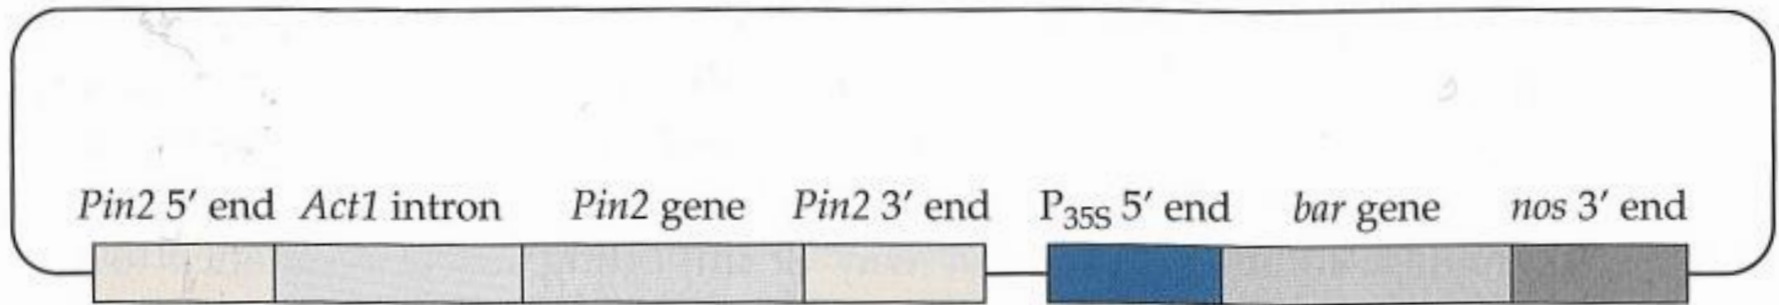 Pin2 5′ end Act1 intron Pin2 gene Pin2 3′ end P35S 5′ end bar gene nos 3′ end